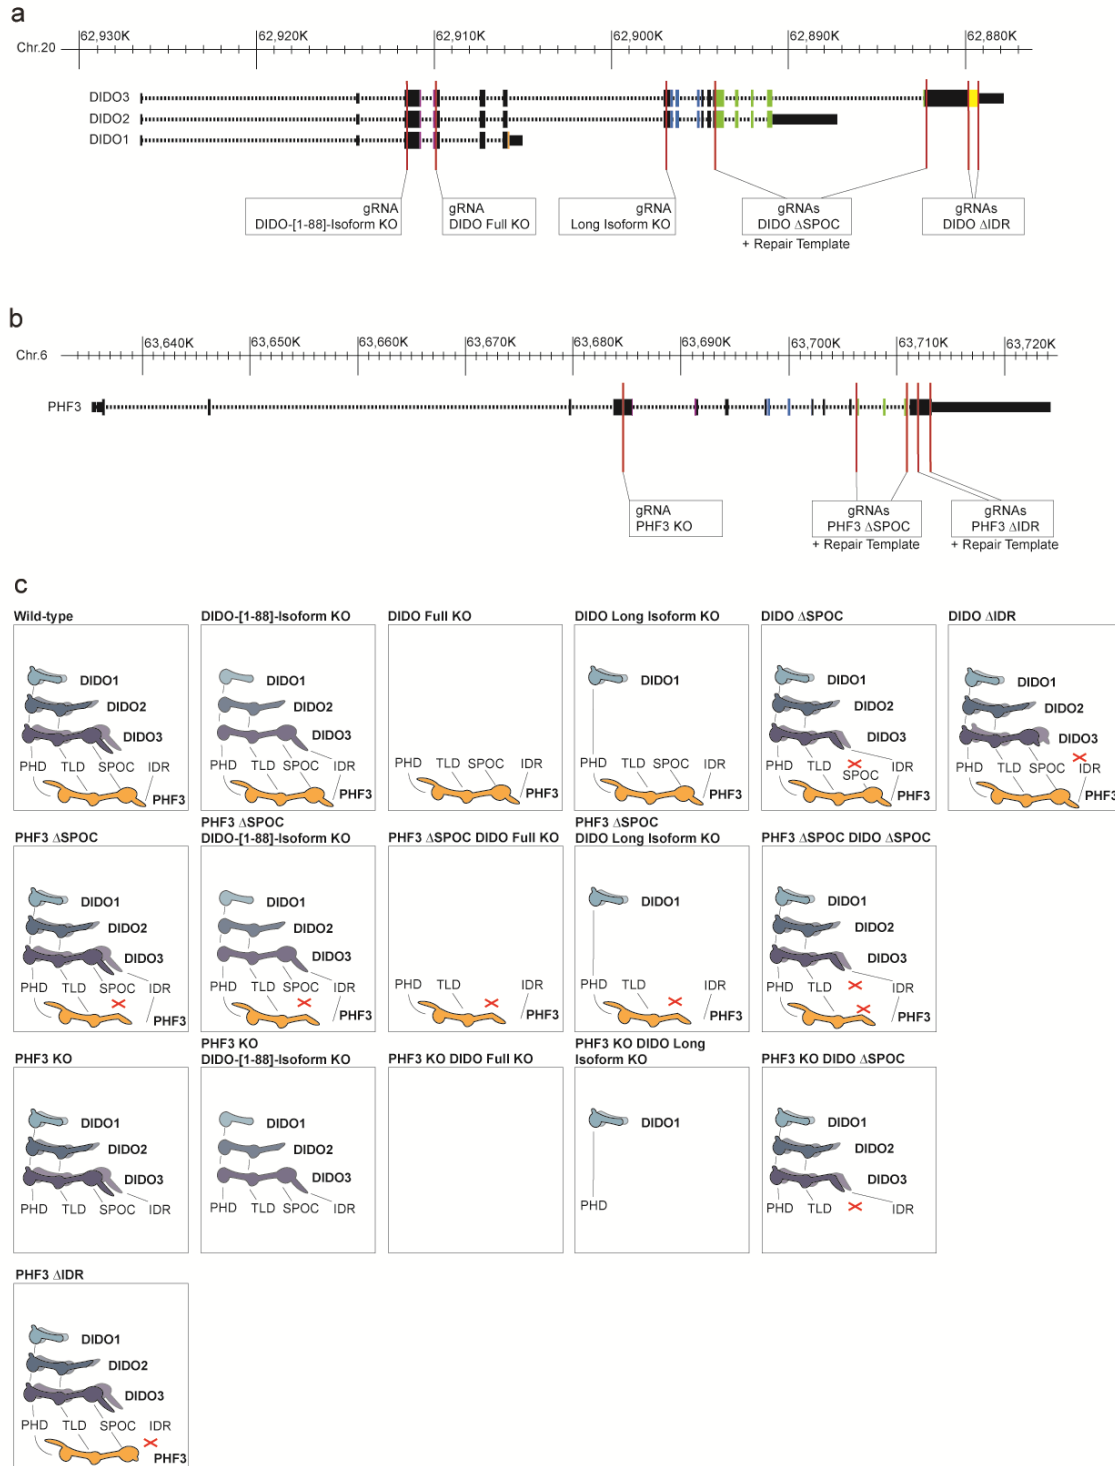 a
62,930K 62,920K 62,910K 62,900K 62,890K 62,880K
Chr.20
DIDO3
DIDO2
DIDO1
gRNA
DIDO-[1-88]-Isoform KO
gRNA
DIDO Full KO
gRNA
Long Isoform KO
gRNAs
DIDO ΔSPOC
+ Repair Template
gRNAs
DIDO ΔIDR
b
63,640K 63,650K 63,660K 63,670K 63,680K 63,690K 63,700K 63,710K 63,720K
Chr.6
PHF3
gRNA
PHF3 KO
gRNAs
PHF3 ΔSPOC
+ Repair Template
gRNAs
PHF3 ΔIDR
+ Repair Template
c
Wild-type
DIDO1
DIDO2
DIDO3
PHD TLD SPOC IDR
PHF3
DIDO-[1-88]-Isoform KO
DIDO1
DIDO2
DIDO3
PHD TLD SPOC IDR
PHF3
DIDO Full KO
PHD TLD SPOC IDR
PHF3
DIDO Long Isoform KO
DIDO1
PHD TLD SPOC IDR
PHF3
DIDO ΔSPOC
DIDO1
DIDO2
DIDO3
PHD TLD IDR
SPOC
PHF3
DIDO ΔIDR
DIDO1
DIDO2
DIDO3
PHD TLD SPOC IDR
PHF3
PHF3 ΔSPOC
DIDO1
DIDO2
DIDO3
PHD TLD SPOC IDR
PHF3
PHF3 ΔSPOC
DIDO-[1-88]-Isoform KO
DIDO1
DIDO2
DIDO3
PHD TLD SPOC IDR
PHF3
PHF3 ΔSPOC DIDO Full KO
PHD TLD IDR
PHF3
PHF3 ΔSPOC
DIDO Long Isoform KO
DIDO1
PHD TLD IDR
PHF3
PHF3 ΔSPOC DIDO ΔSPOC
DIDO1
DIDO2
DIDO3
PHD TLD IDR
PHF3
PHF3 KO
DIDO1
DIDO2
DIDO3
PHD TLD SPOC IDR
PHF3 KO
DIDO-[1-88]-Isoform KO
DIDO1
DIDO2
DIDO3
PHD TLD SPOC IDR
PHF3 KO DIDO Full KO
PHF3 KO DIDO Long
Isoform KO
DIDO1
PHD
PHF3 KO DIDO ΔSPOC
DIDO1
DIDO2
DIDO3
PHD TLD IDR
PHF3 ΔIDR
DIDO1
DIDO2
DIDO3
PHD TLD SPOC IDR
PHF3